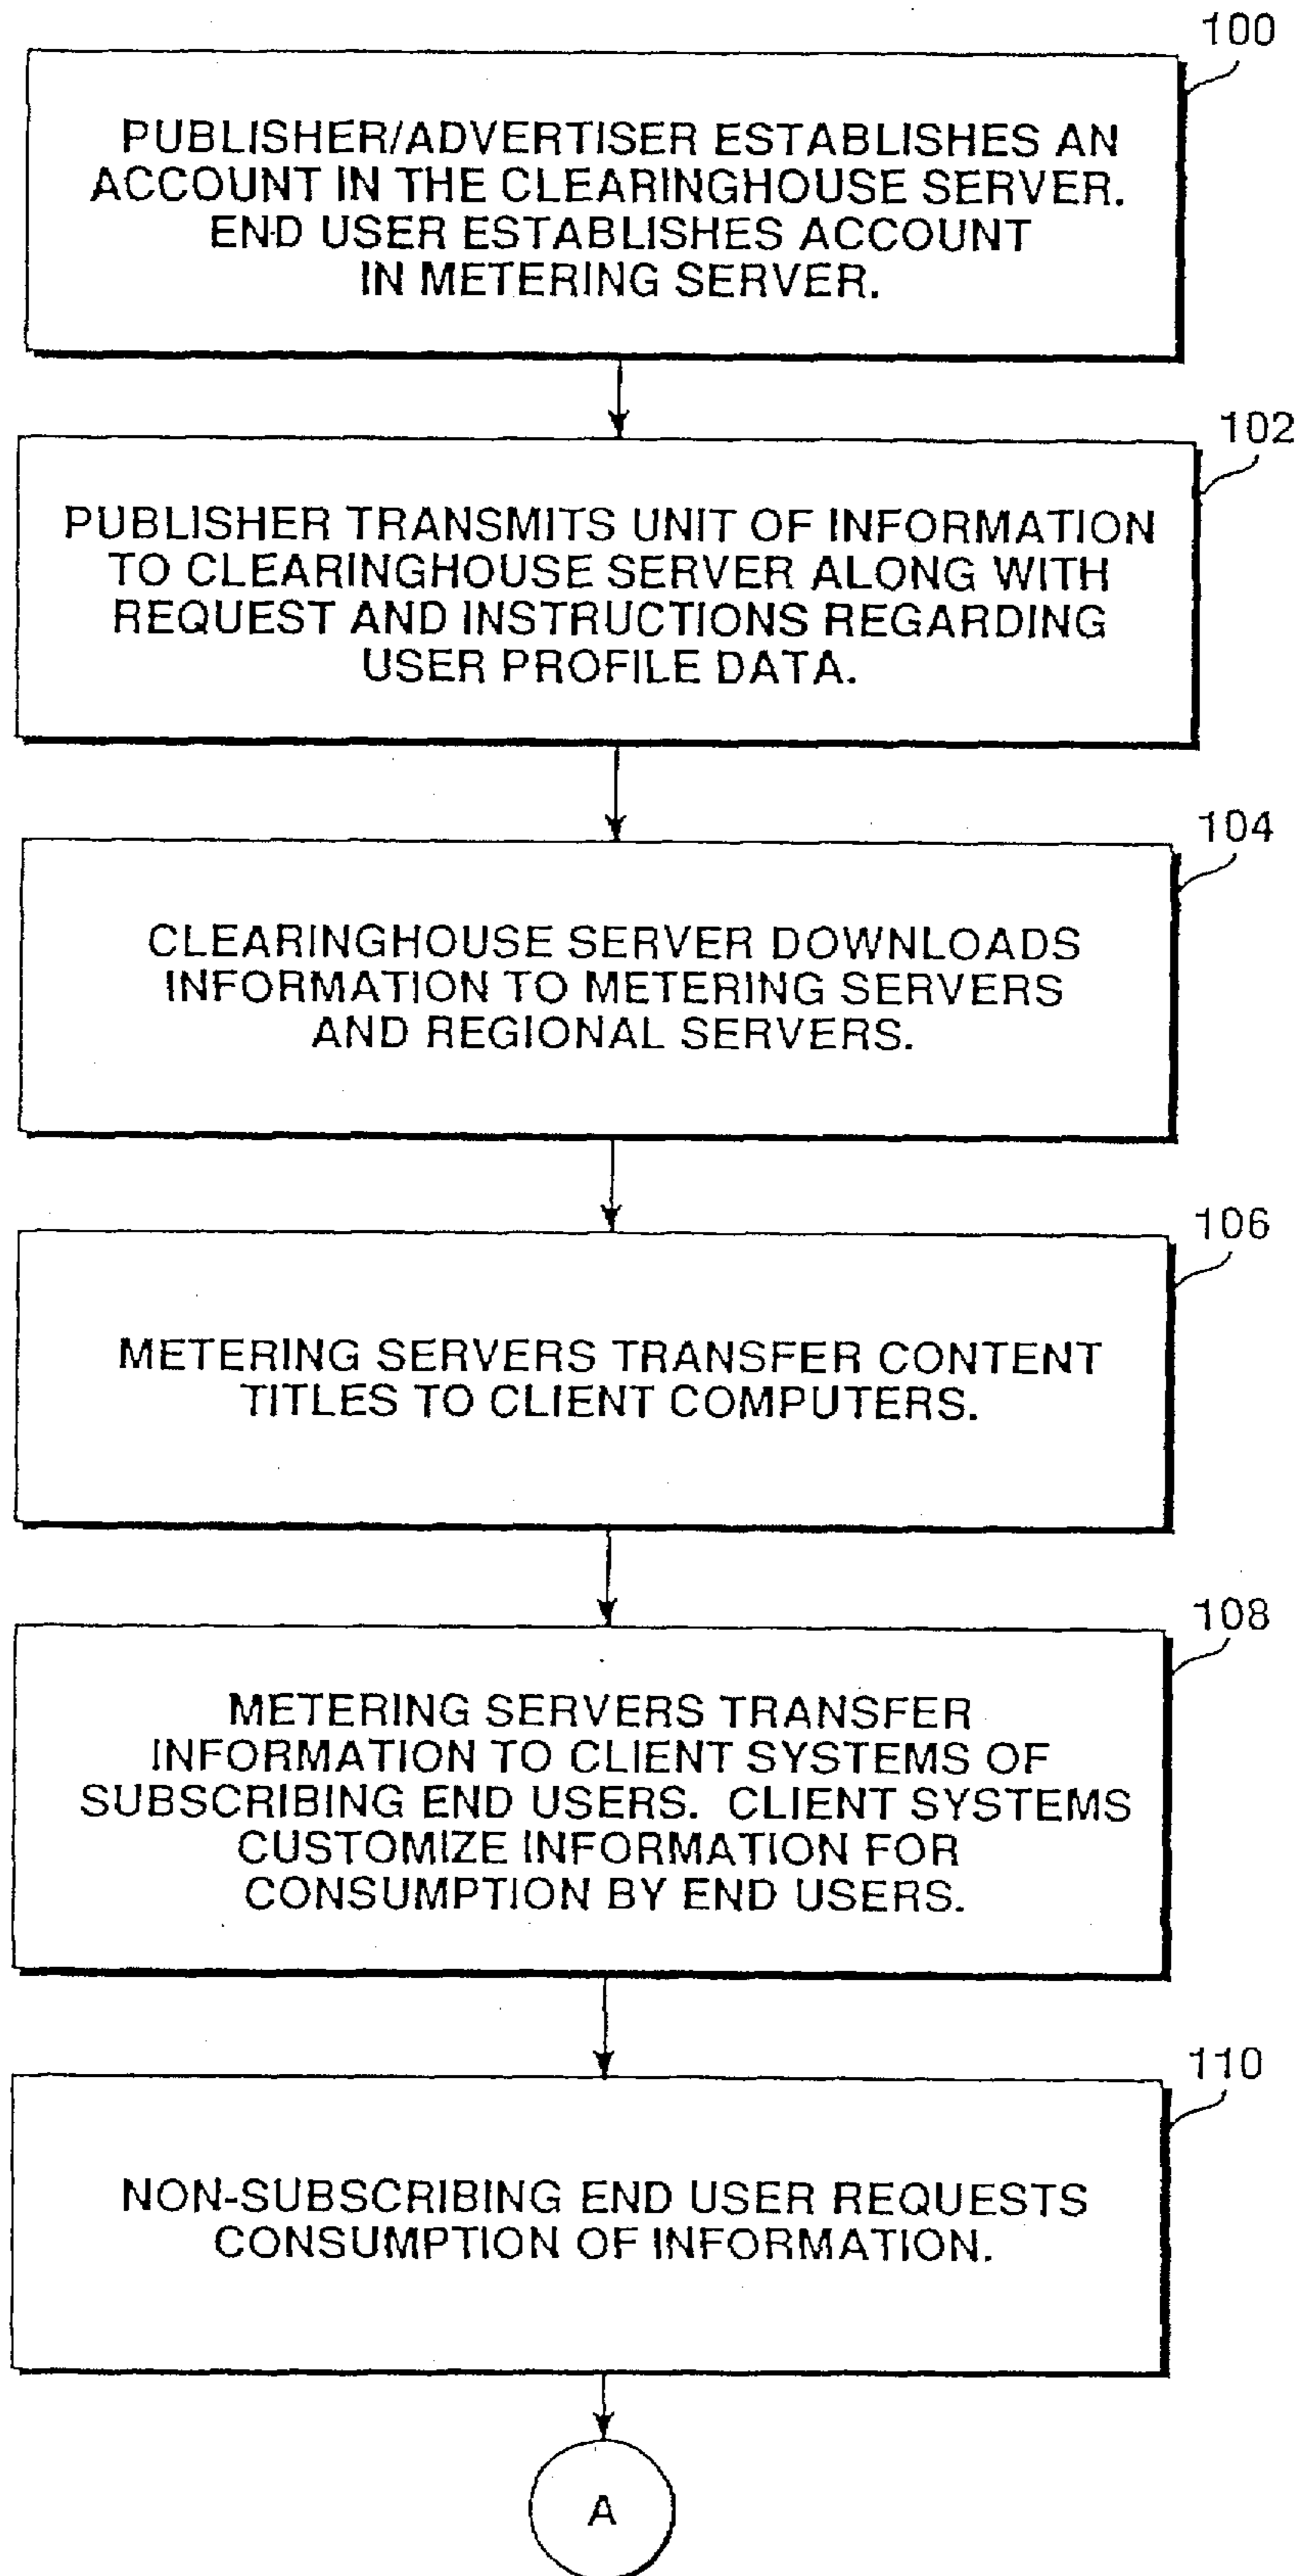 100
PUBLISHER/ADVERTISER ESTABLISHES AN
ACCOUNT IN THE CLEARINGHOUSE SERVER.
END USER ESTABLISHES ACCOUNT
IN METERING SERVER.
102
PUBLISHER TRANSMITS UNIT OF INFORMATION
TO CLEARINGHOUSE SERVER ALONG WITH
REQUEST AND INSTRUCTIONS REGARDING
USER PROFILE DATA.
104
CLEARINGHOUSE SERVER DOWNLOADS
INFORMATION TO METERING SERVERS
AND REGIONAL SERVERS.
106
METERING SERVERS TRANSFER CONTENT
TITLES TO CLIENT COMPUTERS.
108
METERING SERVERS TRANSFER
INFORMATION TO CLIENT SYSTEMS OF
SUBSCRIBING END USERS. CLIENT SYSTEMS
CUSTOMIZE INFORMATION FOR
CONSUMPTION BY END USERS.
110
NON-SUBSCRIBING END USER REQUESTS
CONSUMPTION OF INFORMATION.
A